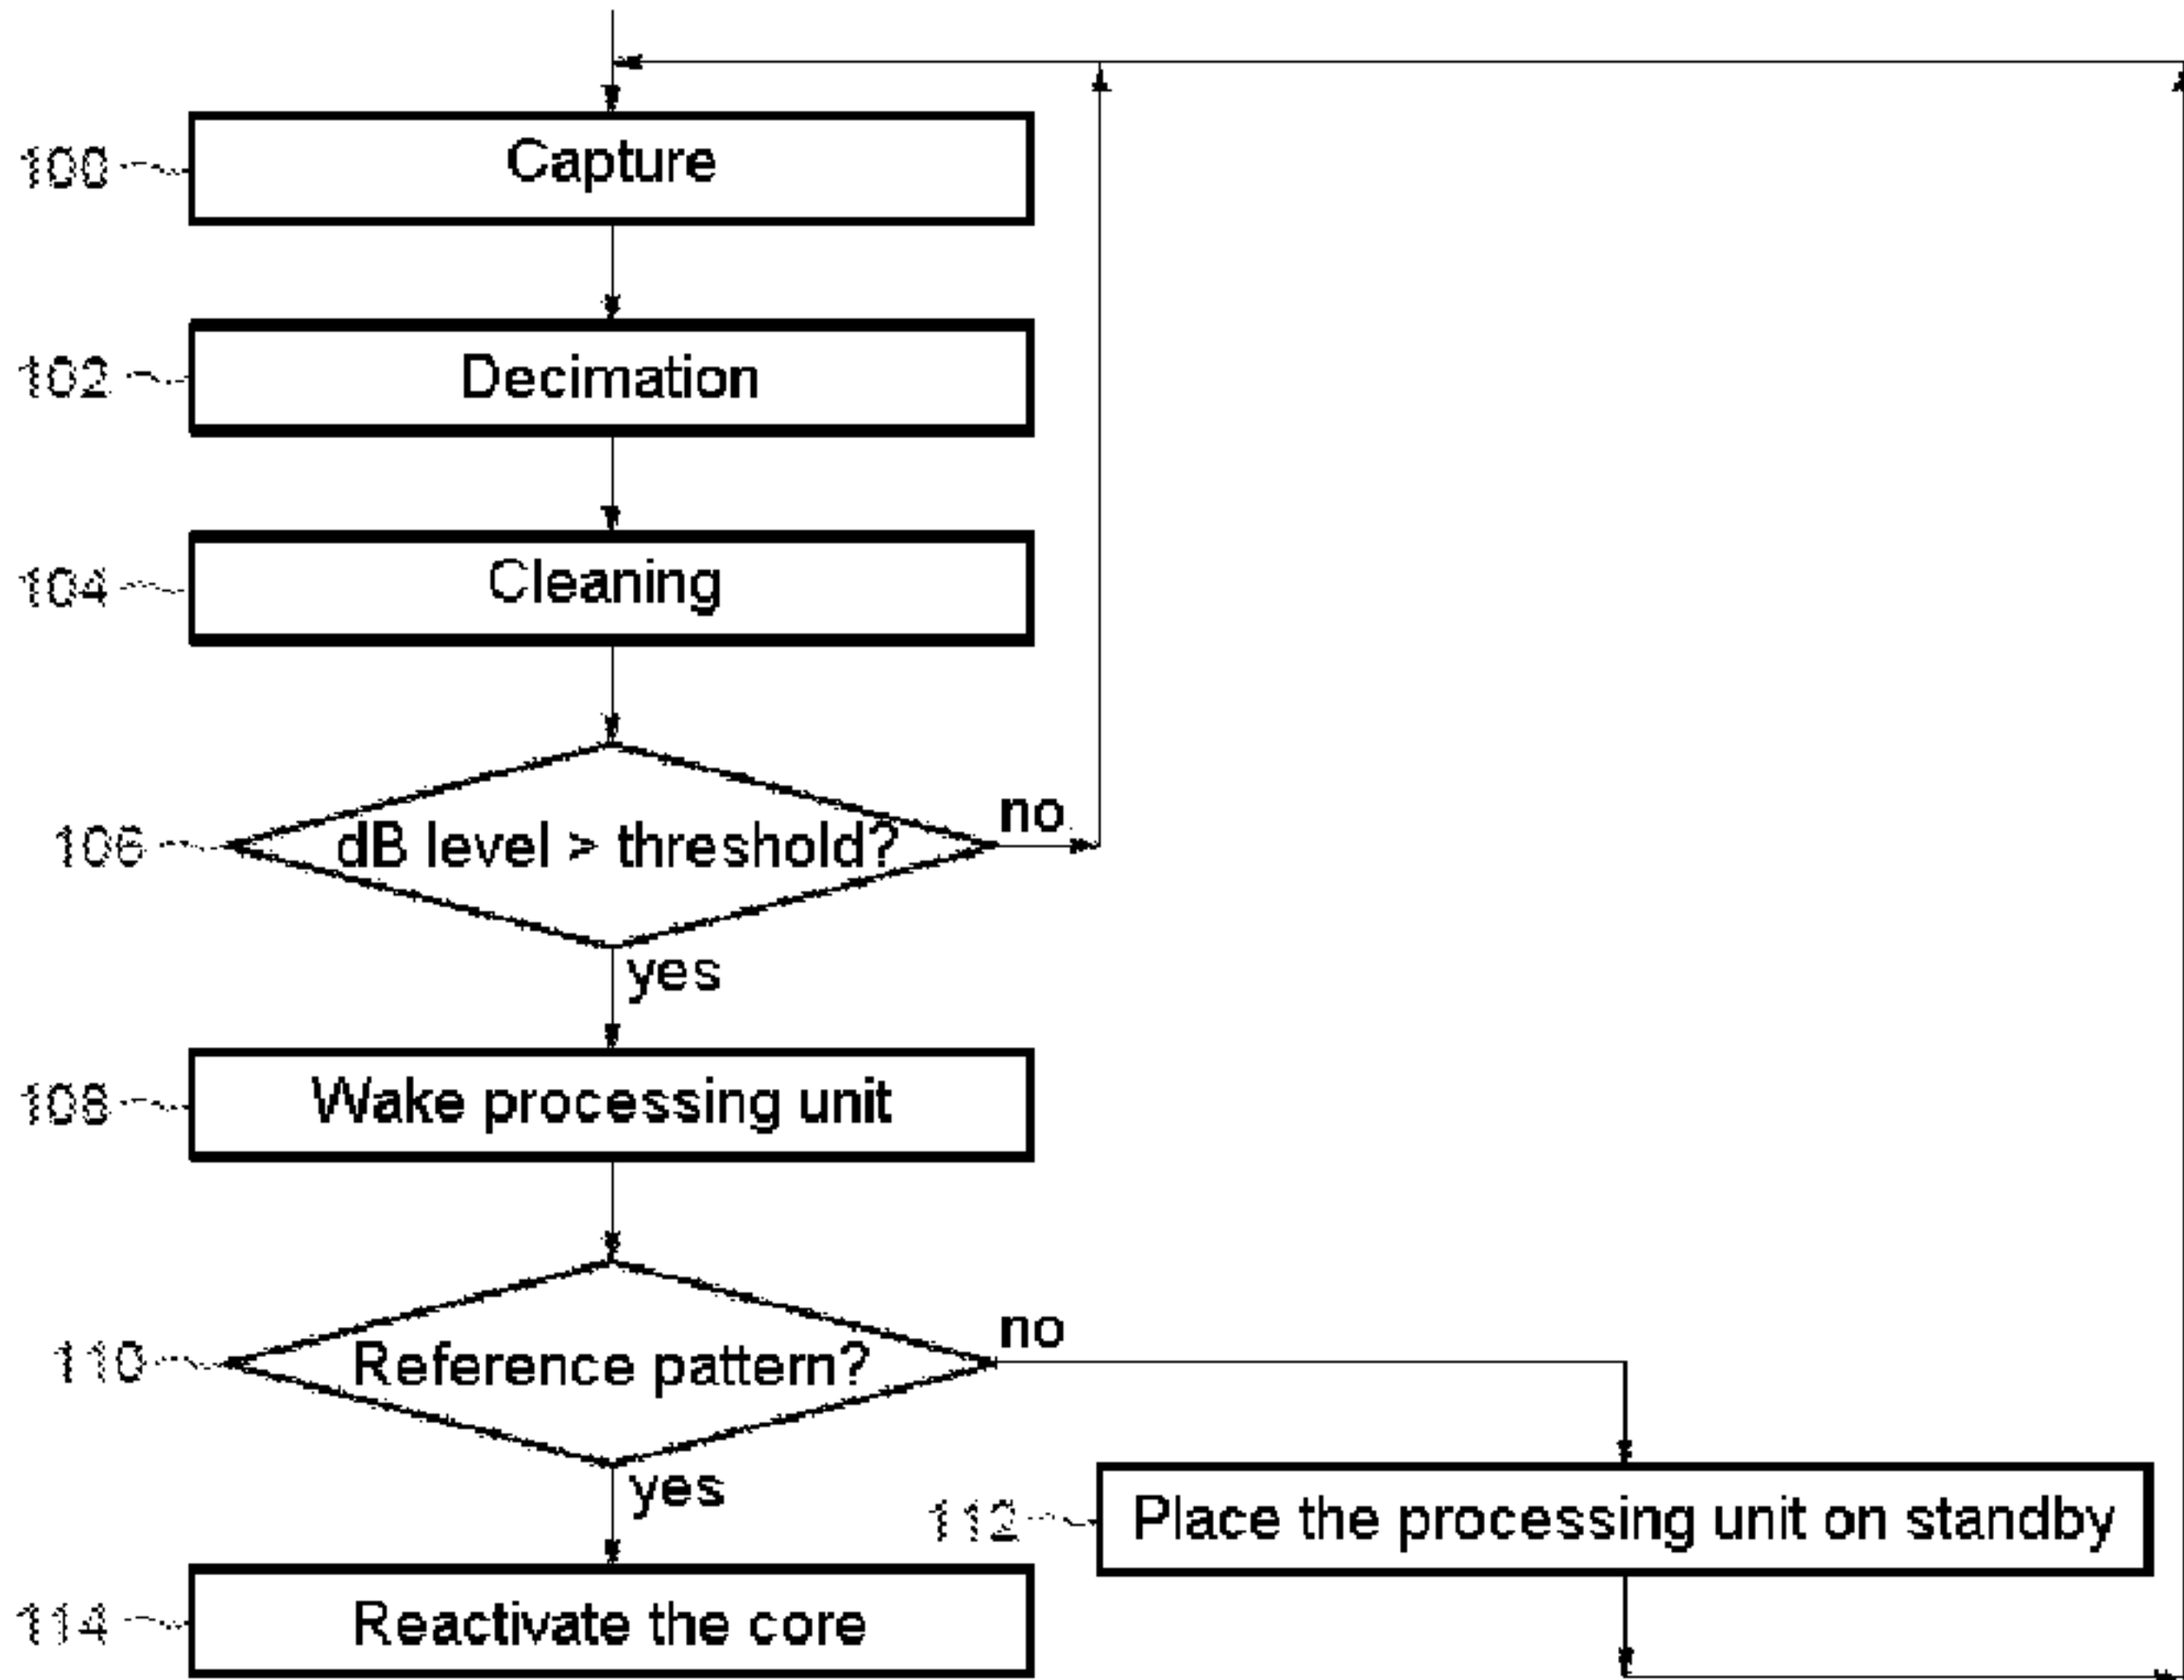 100 Capture
102 Decimation
104 Cleaning
106 dB level > threshold? no
yes
108 Wake processing unit
110 Reference pattern? no
yes
112 Place the processing unit on standby
114 Reactivate the core